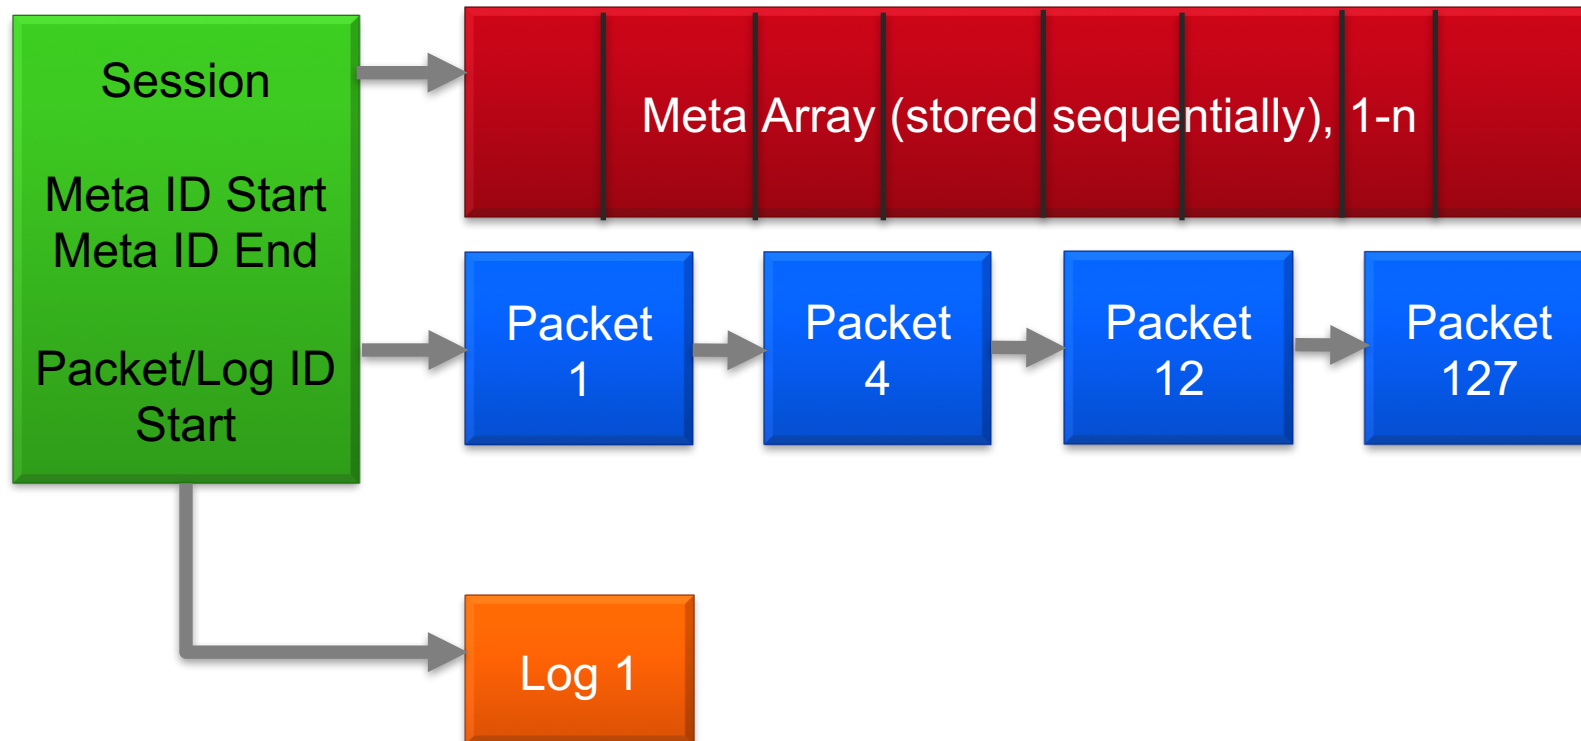 Session
Meta ID Start
Meta ID End
Packet/Log ID
Start
Meta Array (stored sequentially), 1-n
Packet
1
Packet
4
Packet
12
Packet
127
Log 1